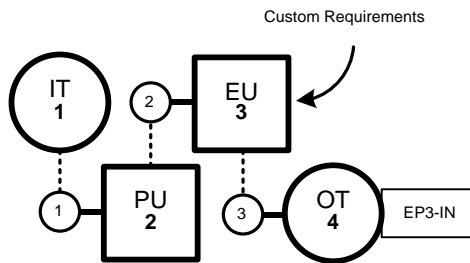 Custom Requirements
IT
1
2
EU
3
1
PU
2
3
OT
4
EP3-IN